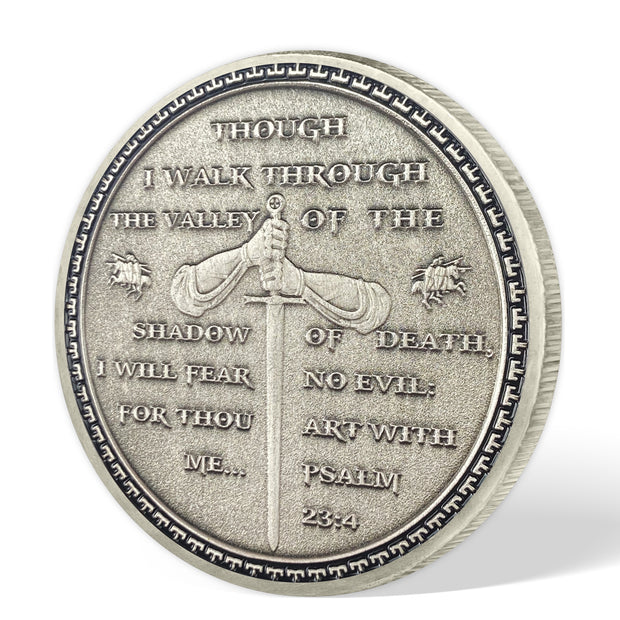 THOUGH
I WALK THROUGH
THE VALLEY OF THE
SHADOW OF DEATH,
I WILL FEAR NO EVIL:
FOR THOU ART WITH
ME... PSALM
23:4